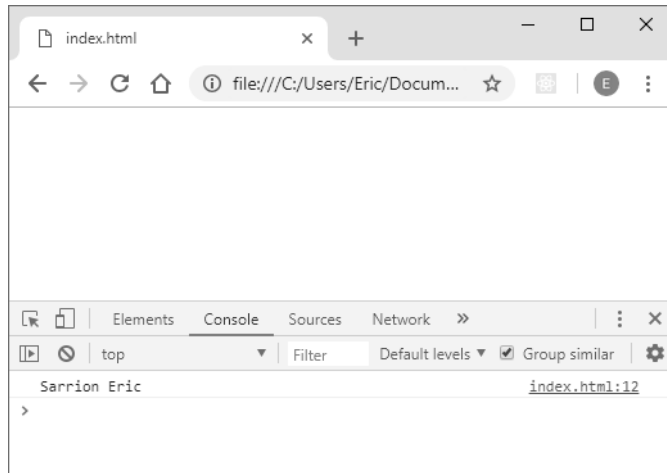 index.html
file:///C:/Users/Eric/Docum...
E
Elements Console Sources Network
top Filter Default levels Group similar
Sarrion Eric index.html:12